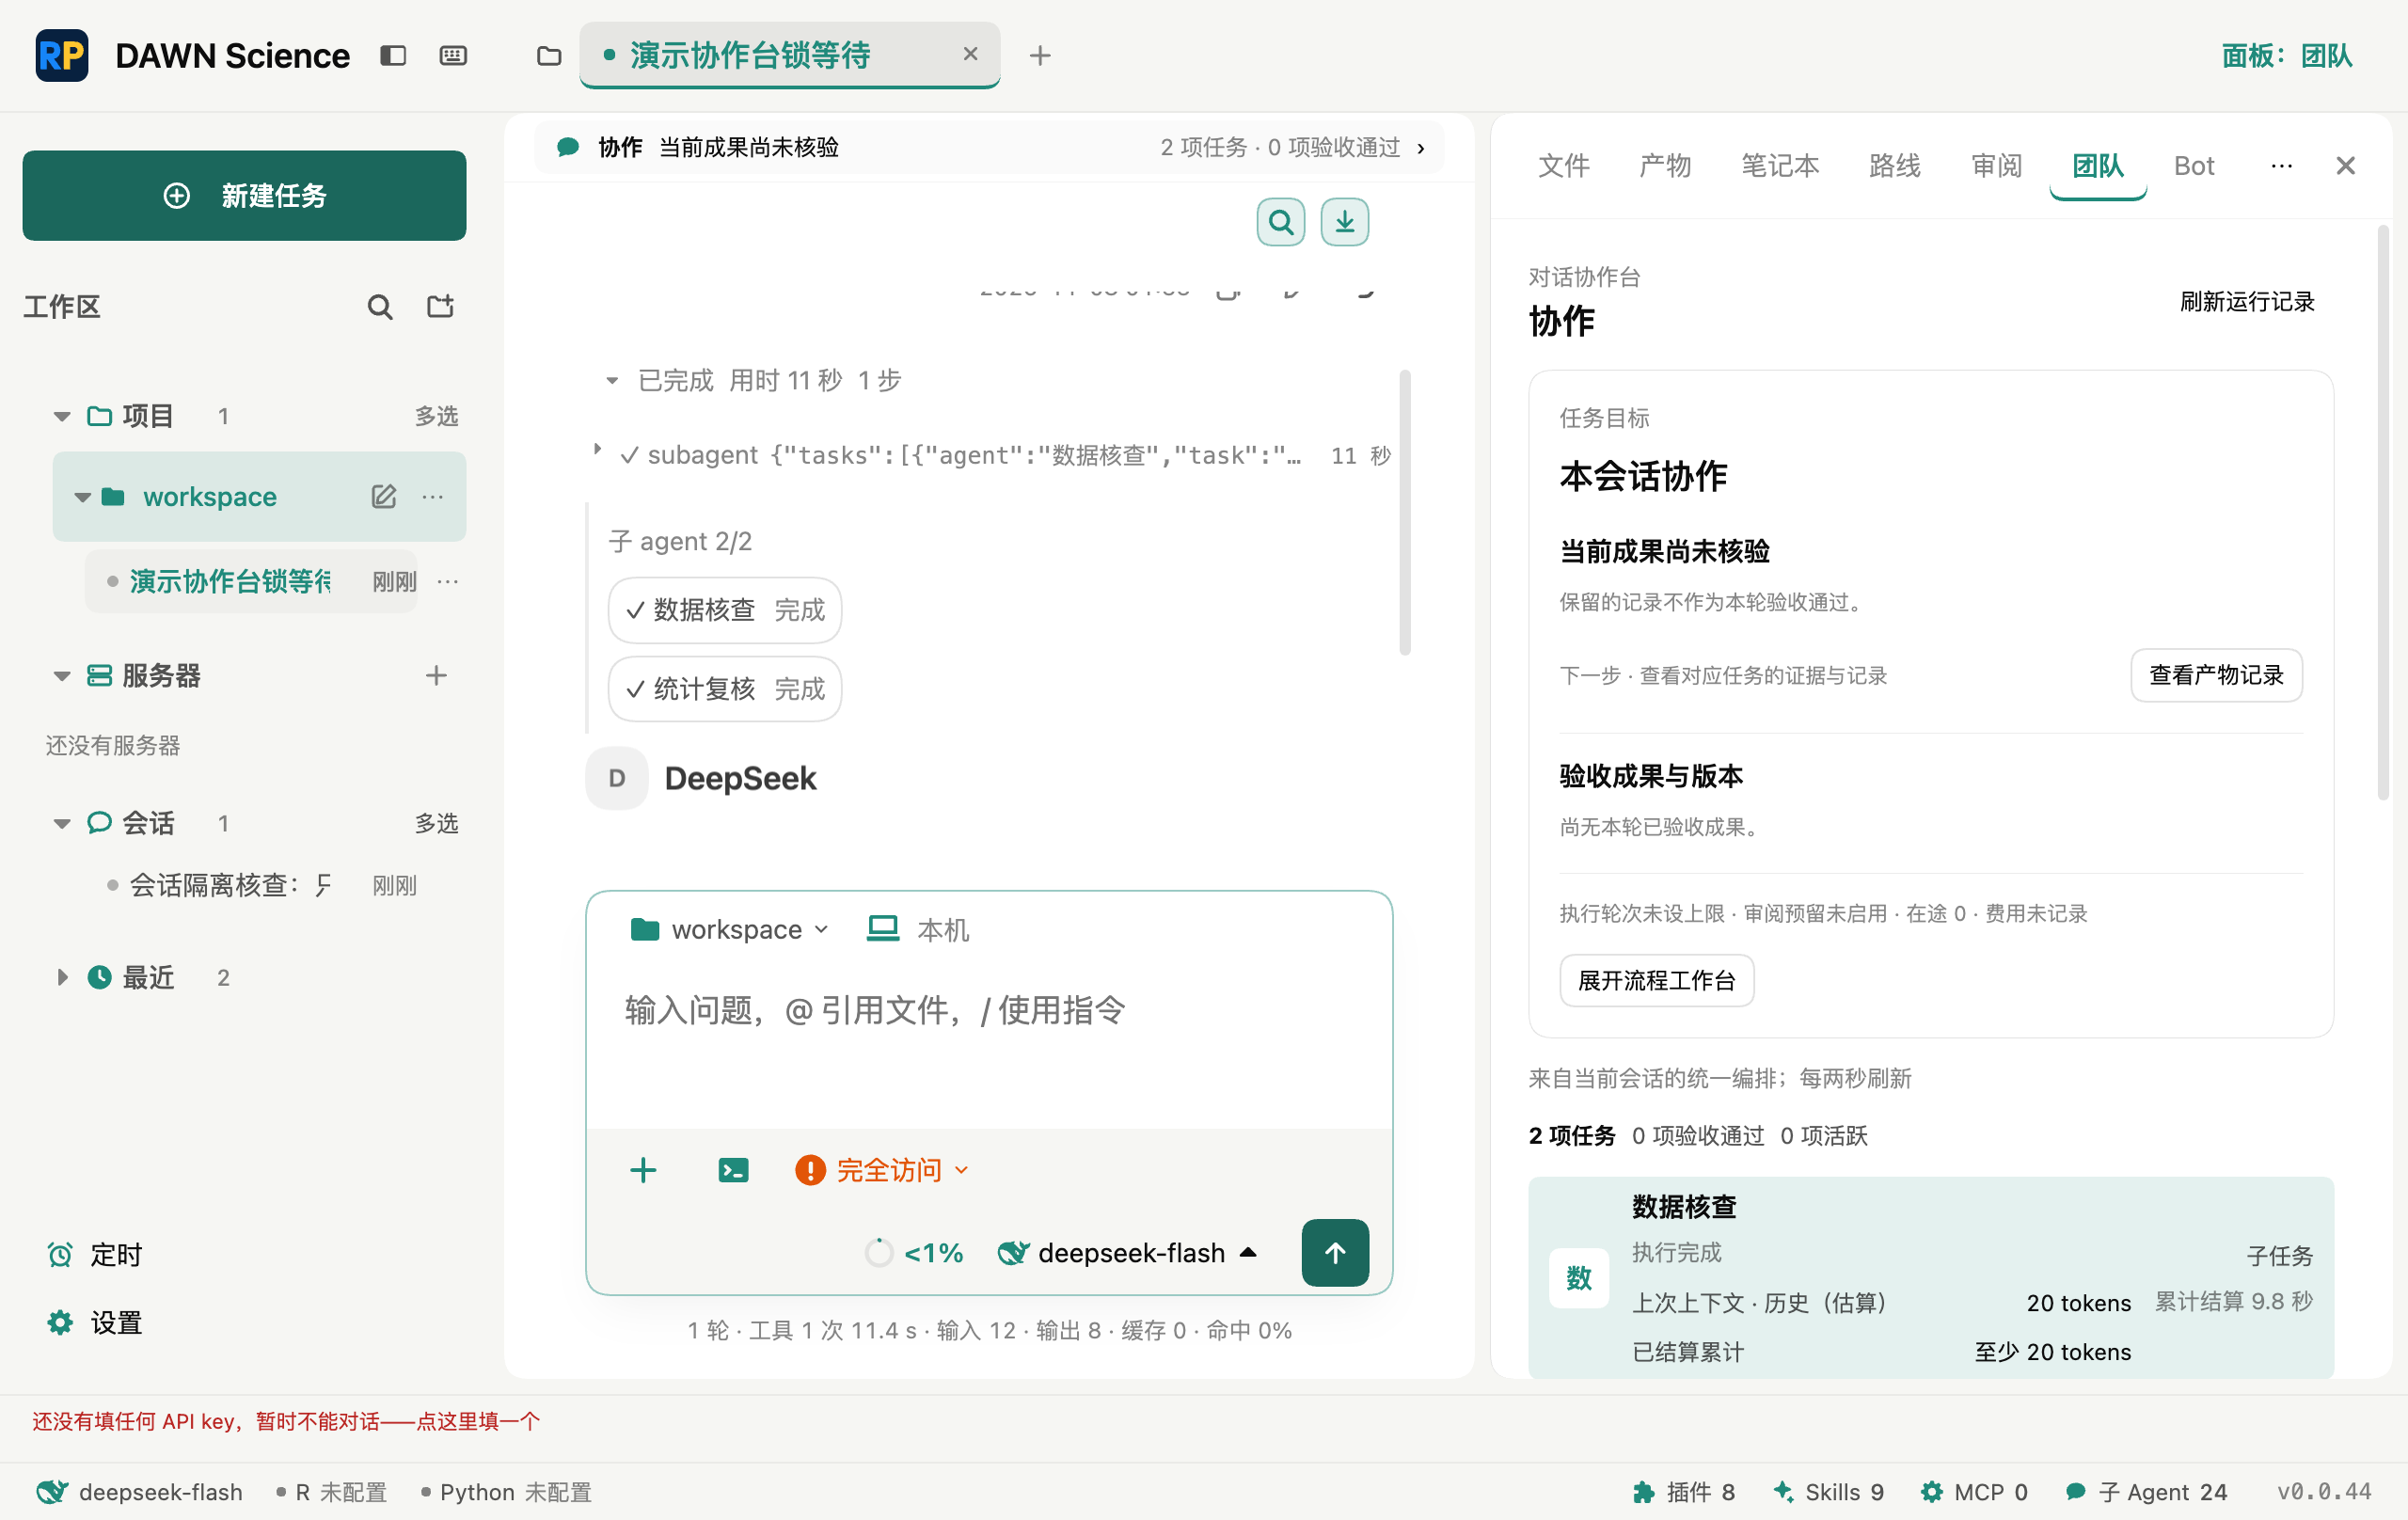 RP DAWN Science
演示协作台锁等待
面板：团队
新建任务
工作区
项目 1 多选
workspace
演示协作台锁等待 刚刚
服务器
还没有服务器
会话 1 多选
会话隔离核查： 刚刚
最近 2
定时
设置
协作 当前成果尚未核验 2 项任务 · 0 项验收通过
已完成 用时 11 秒 1 步
subagent {"tasks":[{"agent":"数据核查","task":"… 11 秒
子 agent 2/2
数据核查 完成
统计复核 完成
D DeepSeek
workspace 本机
输入问题，@ 引用文件，/ 使用指令
完全访问
<1% deepseek-flash
1 轮 · 工具 1 次 11.4 s · 输入 12 · 输出 8 · 缓存 0 · 命中 0%
文件 产物 笔记本 路线 审阅 团队 Bot
对话协作台
协作
刷新运行记录
任务目标
本会话协作
当前成果尚未核验
保留的记录不作为本轮验收通过。
下一步 · 查看对应任务的证据与记录
查看产物记录
验收成果与版本
尚无本轮已验收成果。
执行轮次未设上限 · 审阅预留未启用 · 在途 0 · 费用未记录
展开流程工作台
来自当前会话的统一编排；每两秒刷新
2 项任务 0 项验收通过 0 项活跃
数据核查
数
执行完成
子任务
上次上下文 · 历史（估算） 20 tokens 累计结算 9.8 秒
已结算累计 至少 20 tokens
还没有填任何 API key，暂时不能对话——点这里填一个
deepseek-flash R 未配置 Python 未配置
插件 8 Skills 9 MCP 0 子 Agent 24 v0.0.44